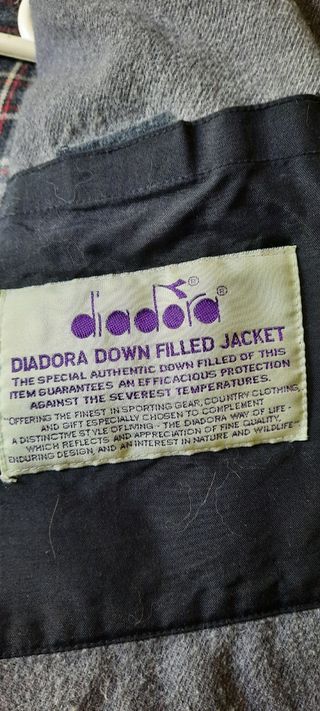 diadora®
DIADORA DOWN FILLED JACKET
THE SPECIAL AUTHENTIC DOWN FILLED OF THIS
ITEM GUARANTEES AN EFFICACIOUS PROTECTION
AGAINST THE SEVEREST TEMPERATURES.
"OFFERING THE FINEST IN SPORTING GEAR, COUNTRY CLOTHING,
AND GIFT ESPECIALLY CHOSEN TO COMPLEMENT
A DISTINCTIVE STYLE OF LIVING - THE DIADORA WAY OF LIFE -
WHICH REFLECTS AND APPRECIATION OF FINE QUALITY,
ENDURING DESIGN, AND AN INTEREST IN NATURE AND WILDLIFE"